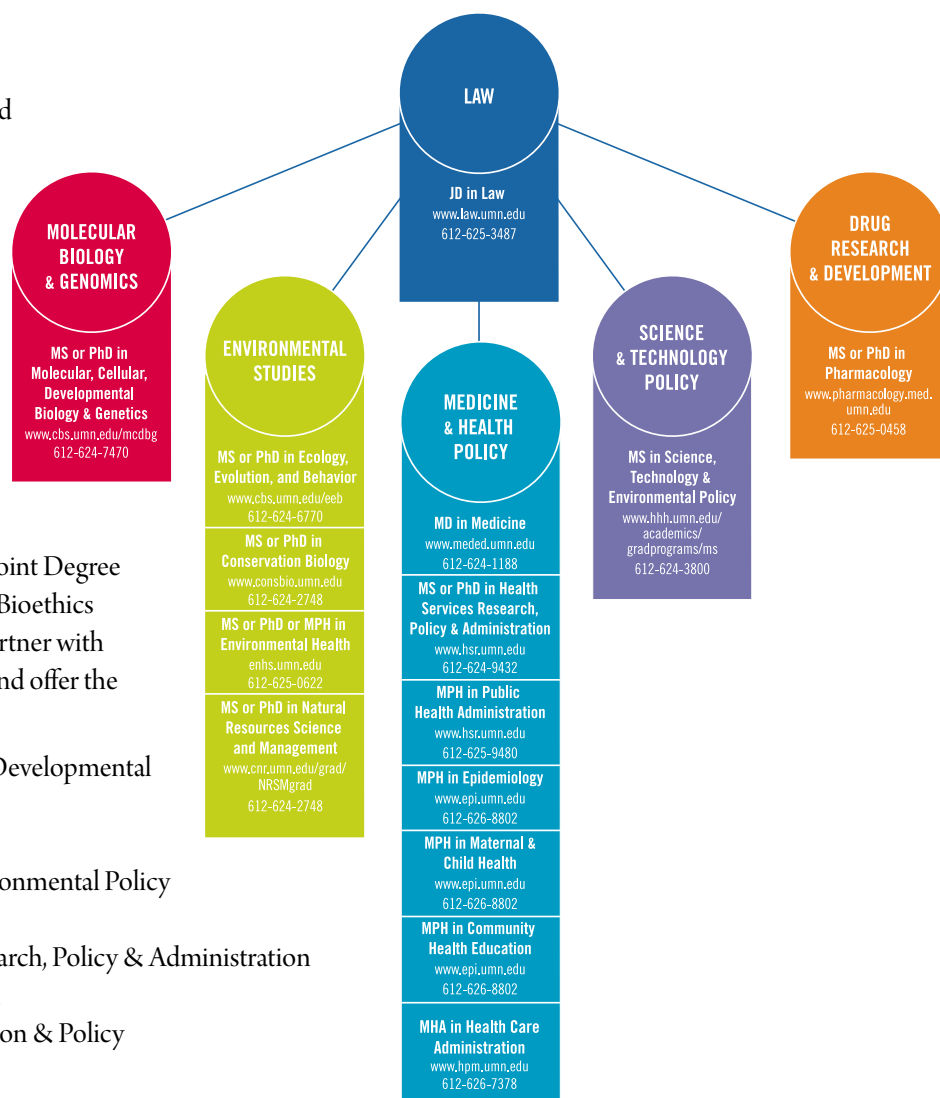 d
oint Degree
Bioethics
rtner with
nd offer the
Developmental
onmental Policy
arch, Policy & Administration
on & Policy
LAW
JD in Law
www.law.umn.edu
612-625-3487
MOLECULAR
BIOLOGY
& GENOMICS
MS or PhD in
Molecular, Cellular,
Developmental
Biology & Genetics
www.cbs.umn.edu/mcdbg
612-624-7470
ENVIRONMENTAL
STUDIES
MS or PhD in Ecology,
Evolution, and Behavior
www.cbs.umn.edu/eeb
612-624-6770
MS or PhD in
Conservation Biology
www.consbio.umn.edu
612-624-2748
MS or PhD or MPH in
Environmental Health
enhs.umn.edu
612-625-0622
MS or PhD in Natural
Resources Science
and Management
www.cnr.umn.edu/grad/
NRSMgrad
612-624-2748
MEDICINE
& HEALTH
POLICY
MD in Medicine
www.meded.umn.edu
612-624-1188
MS or PhD in Health
Services Research,
Policy & Administration
www.hsr.umn.edu
612-624-9432
MPH in Public
Health Administration
www.hsr.umn.edu
612-625-9480
MPH in Epidemiology
www.epi.umn.edu
612-626-8802
MPH in Maternal &
Child Health
www.epi.umn.edu
612-626-8802
MPH in Community
Health Education
www.epi.umn.edu
612-626-8802
MHA in Health Care
Administration
www.hpm.umn.edu
612-626-7378
SCIENCE
& TECHNOLOGY
POLICY
MS in Science,
Technology &
Environmental Policy
www.hhh.umn.edu/
academics/
gradprograms/ms
612-624-3800
DRUG
RESEARCH
& DEVELOPMENT
MS or PhD in
Pharmacology
www.pharmacology.med.
umn.edu
612-625-0458